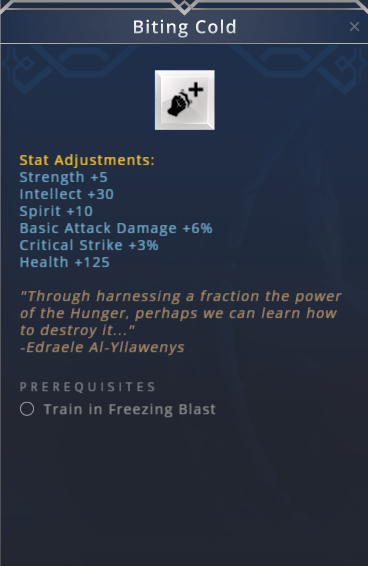 Biting Cold
Stat Adjustments:
Strength +5
Intellect +30
Spirit +10
Basic Attack Damage +6%
Critical Strike +3%
Health +125
"Through harnessing a fraction the power
of the Hunger, perhaps we can learn how
to destroy it..."
-Edraele Al-Yllawenys
PREREQUISITES
Train in Freezing Blast